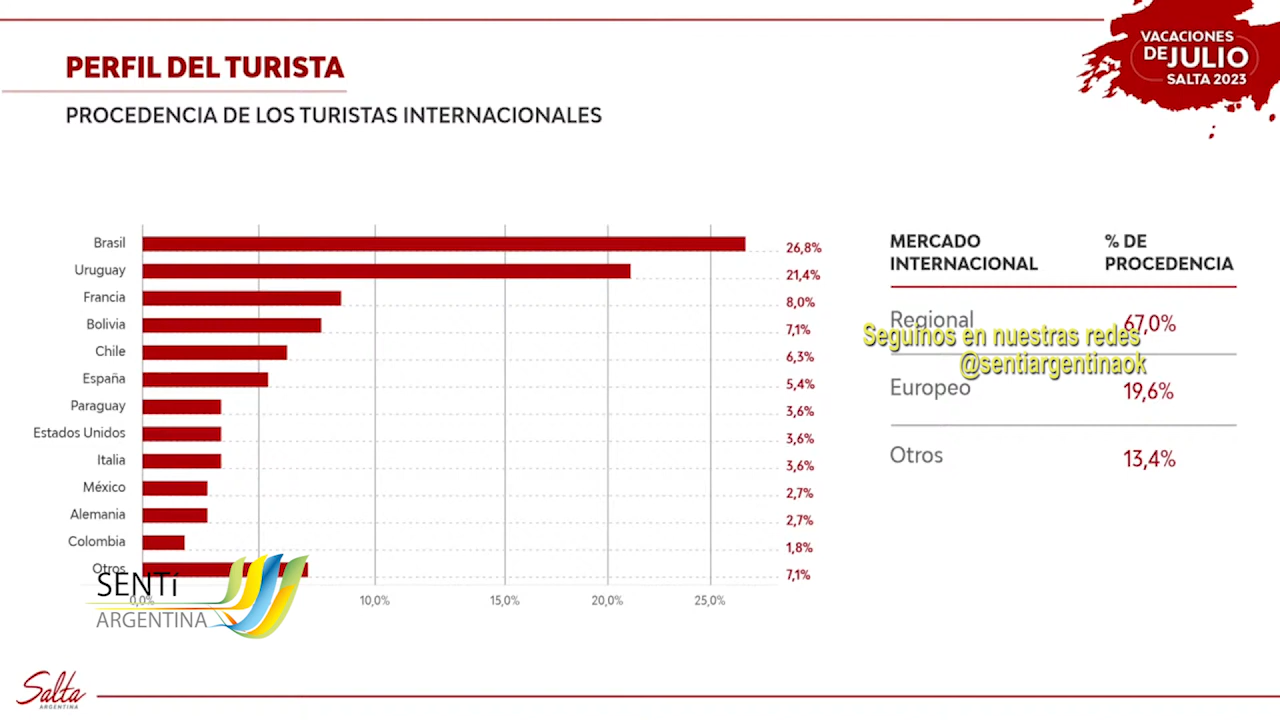 VACACIONES
DE JULIO
SALTA 2023
PERFIL DEL TURISTA
PROCEDENCIA DE LOS TURISTAS INTERNACIONALES
Brasil 26,8%
Uruguay 21,4%
Francia 8,0%
Bolivia 7,1%
Chile 6,3%
España 5,4%
Paraguay 3,6%
Estados Unidos 3,6%
Italia 3,6%
México 2,7%
Alemania 2,7%
Colombia 1,8%
Otros 7,1%
0,0% 10,0% 15,0% 20,0% 25,0%
MERCADO INTERNACIONAL % DE PROCEDENCIA
Regional 67,0%
Europeo 19,6%
Otros 13,4%
Seguinos en nuestras redes
@sentiargentinaok
SENTí
ARGENTINA
Salta
ARGENTINA